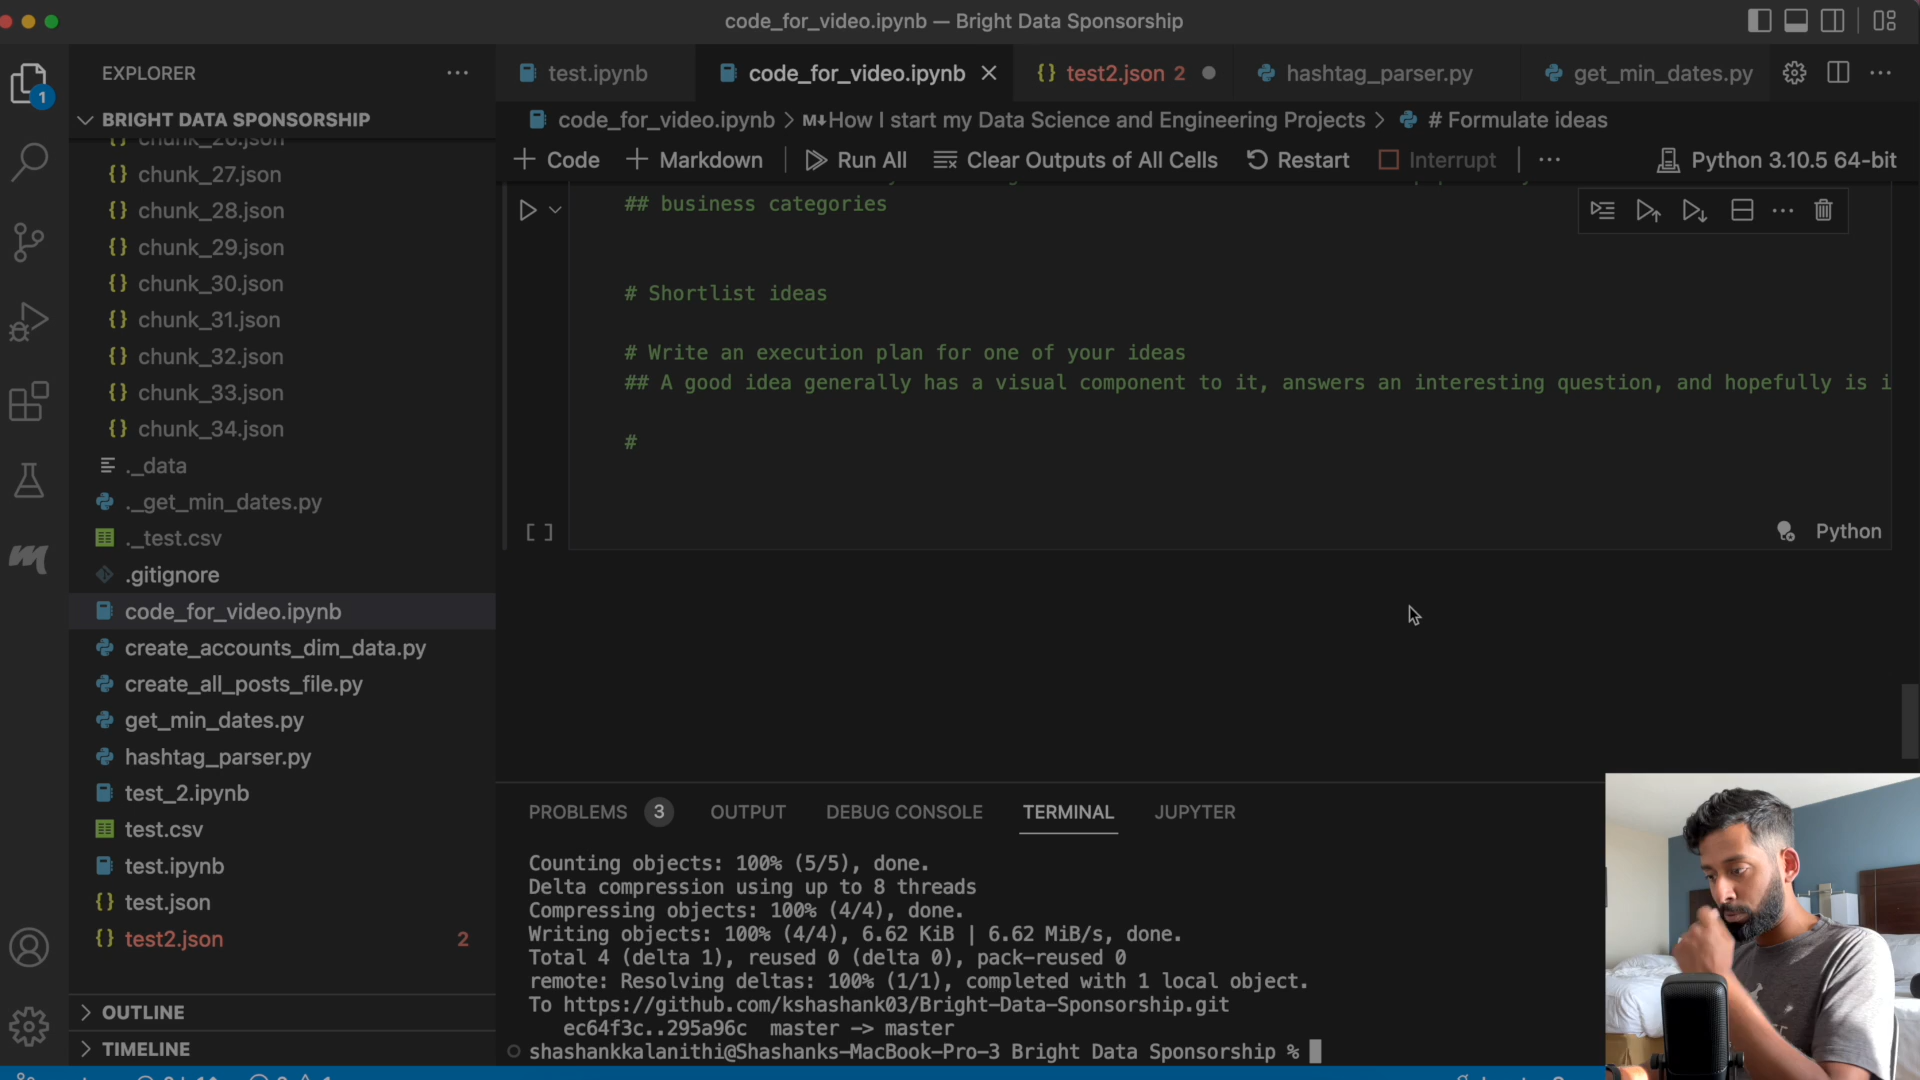 code_for_video.ipynb — Bright Data Sponsorship
EXPLORER
test.ipynb
code_for_video.ipynb
test2.json 2
hashtag_parser.py
get_min_dates.py
1
BRIGHT DATA SPONSORSHIP
code_for_video.ipynb > M↓How I start my Data Science and Engineering Projects > # Formulate ideas
Code
Markdown
Run All
Clear Outputs of All Cells
Restart
Interrupt
Python 3.10.5 64-bit
chunk_26.json
chunk_27.json
chunk_28.json
chunk_29.json
chunk_30.json
chunk_31.json
chunk_32.json
chunk_33.json
chunk_34.json
._data
._get_min_dates.py
._test.csv
.gitignore
code_for_video.ipynb
create_accounts_dim_data.py
create_all_posts_file.py
get_min_dates.py
hashtag_parser.py
test_2.ipynb
test.csv
test.ipynb
test.json
test2.json 2
OUTLINE
TIMELINE
## business categories
# Shortlist ideas
# Write an execution plan for one of your ideas
## A good idea generally has a visual component to it, answers an interesting question, and hopefully is i
#
[ ]
Python
PROBLEMS 3
OUTPUT
DEBUG CONSOLE
TERMINAL
JUPYTER
Counting objects: 100% (5/5), done.
Delta compression using up to 8 threads
Compressing objects: 100% (4/4), done.
Writing objects: 100% (4/4), 6.62 KiB | 6.62 MiB/s, done.
Total 4 (delta 1), reused 0 (delta 0), pack-reused 0
remote: Resolving deltas: 100% (1/1), completed with 1 local object.
To https://github.com/kshashank03/Bright-Data-Sponsorship.git
ec64f3c..295a96c master -> master
shashankkalanithi@Shashanks-MacBook-Pro-3 Bright Data Sponsorship %